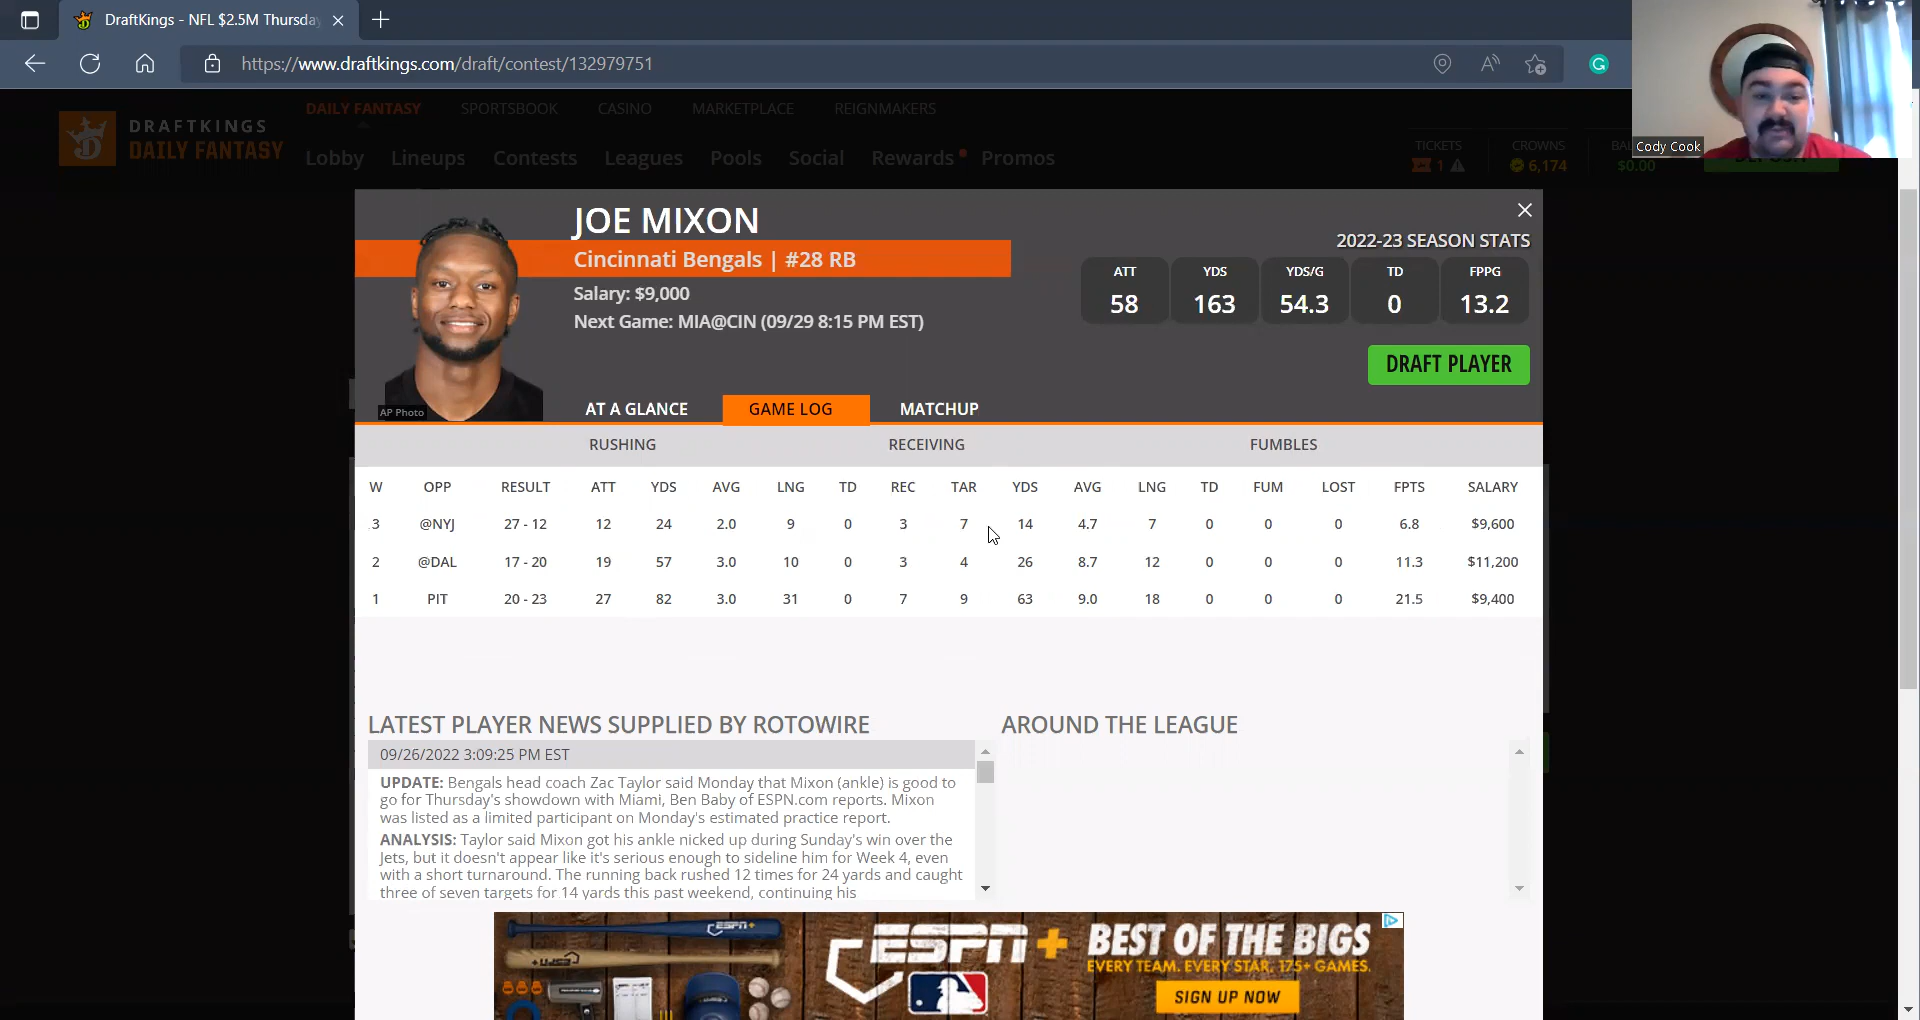 DraftKings - NFL $2.5M Thursda
https://www.draftkings.com/draft/contest/132979751
Cody Cook
DAILY FANTASY SPORTSBOOK CASINO MARKETPLACE REIGNMAKERS
DRAFTKINGS
DAILY FANTASY
Lobby Lineups Contests Leagues Pools Social Rewards Promos
TICKETS
1
CROWNS
6,174
$0.00
JOE MIXON
Cincinnati Bengals | #28 RB
Salary: $9,000
Next Game: MIA@CIN (09/29 8:15 PM EST)
AP Photo
2022-23 SEASON STATS
ATT YDS YDS/G TD FPPG
58 163 54.3 0 13.2
DRAFT PLAYER
AT A GLANCE GAME LOG MATCHUP
RUSHING RECEIVING FUMBLES
W OPP RESULT ATT YDS AVG LNG TD REC TAR YDS AVG LNG TD FUM LOST FPTS SALARY
3 @NYJ 27 - 12 12 24 2.0 9 0 3 7 14 4.7 7 0 0 0 6.8 $9,600
2 @DAL 17 - 20 19 57 3.0 10 0 3 4 26 8.7 12 0 0 0 11.3 $11,200
1 PIT 20 - 23 27 82 3.0 31 0 7 9 63 9.0 18 0 0 0 21.5 $9,400
LATEST PLAYER NEWS SUPPLIED BY ROTOWIRE
09/26/2022 3:09:25 PM EST
UPDATE: Bengals head coach Zac Taylor said Monday that Mixon (ankle) is good to
go for Thursday's showdown with Miami, Ben Baby of ESPN.com reports. Mixon
was listed as a limited participant on Monday's estimated practice report.
ANALYSIS: Taylor said Mixon got his ankle nicked up during Sunday's win over the
Jets, but it doesn't appear like it's serious enough to sideline him for Week 4, even
with a short turnaround. The running back rushed 12 times for 24 yards and caught
three of seven targets for 14 yards this past weekend, continuing his
AROUND THE LEAGUE
ESPN+
ESPN+
BEST OF THE BIGS
EVERY TEAM. EVERY STAR. 175+ GAMES.
SIGN UP NOW